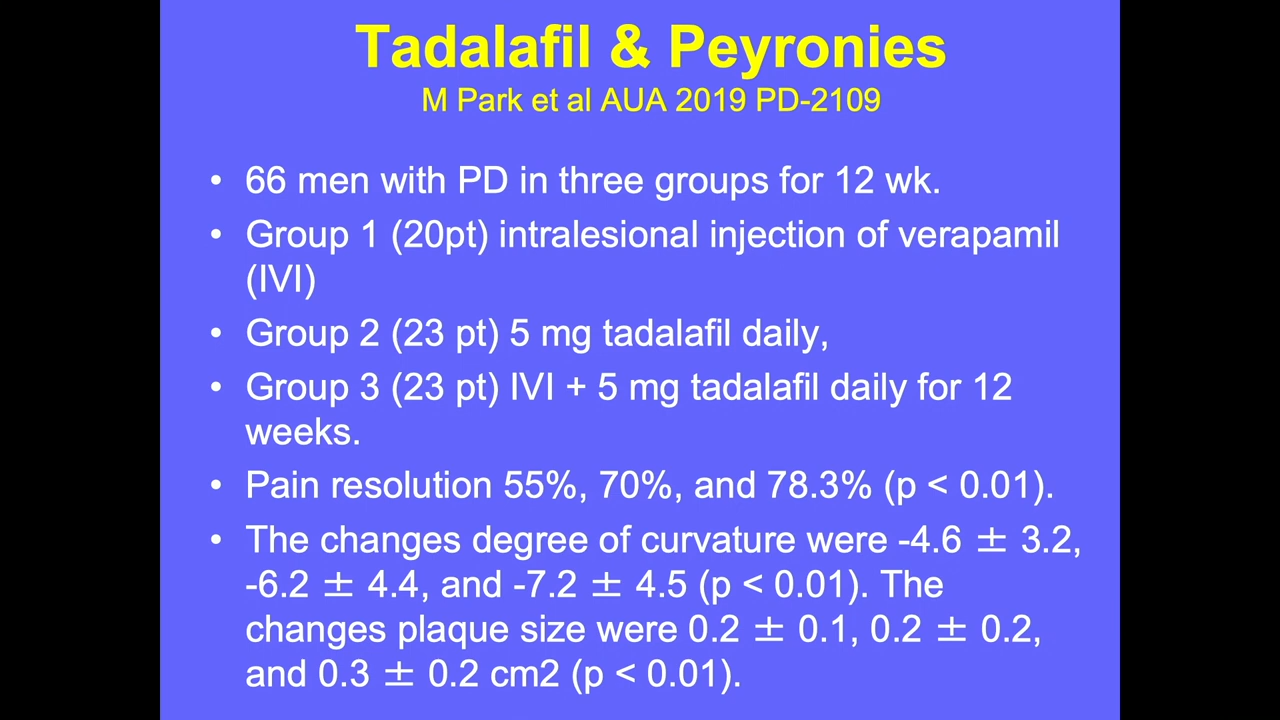 Tadalafil & Peyronies
M Park et al AUA 2019 PD-2109
• 66 men with PD in three groups for 12 wk.
• Group 1 (20pt) intralesional injection of verapamil
(IVI)
• Group 2 (23 pt) 5 mg tadalafil daily,
• Group 3 (23 pt) IVI + 5 mg tadalafil daily for 12
weeks.
• Pain resolution 55%, 70%, and 78.3% (p < 0.01).
• The changes degree of curvature were -4.6 ± 3.2,
-6.2 ± 4.4, and -7.2 ± 4.5 (p < 0.01). The
changes plaque size were 0.2 ± 0.1, 0.2 ± 0.2,
and 0.3 ± 0.2 cm2 (p < 0.01).